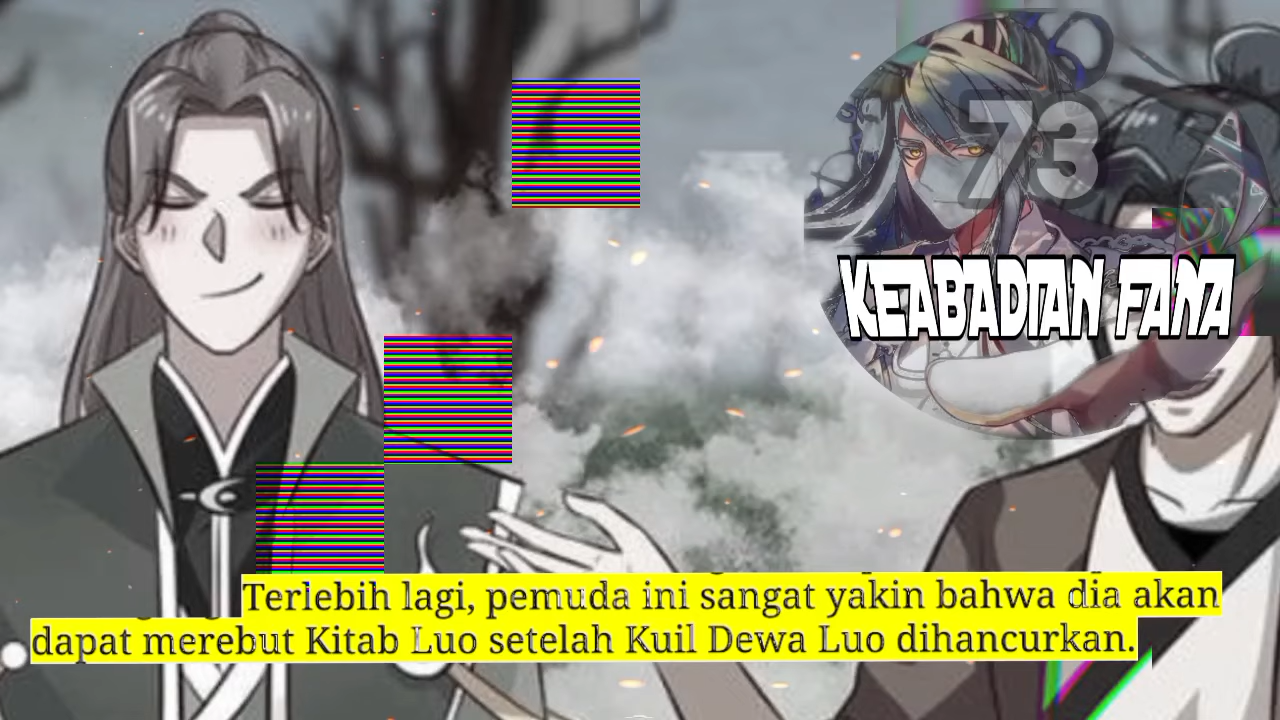 73
KEABADIAN FANA
Terlebih lagi, pemuda ini sangat yakin bahwa dia akan
dapat merebut Kitab Luo setelah Kuil Dewa Luo dihancurkan.